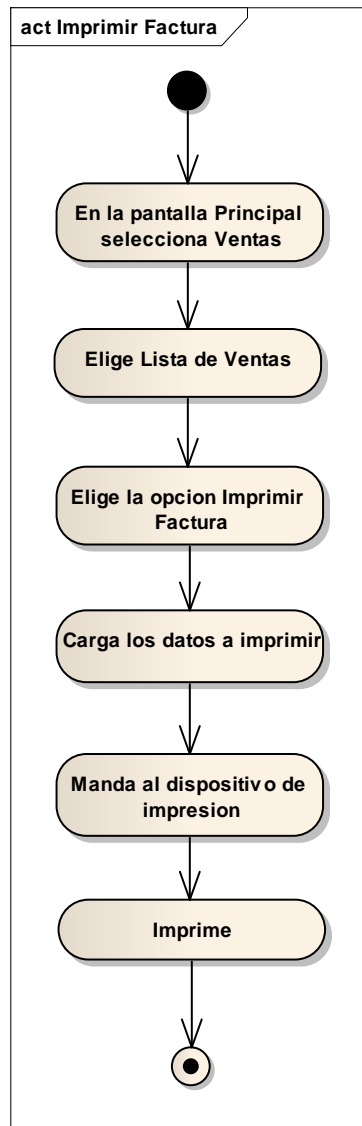 act Imprimir Factura
En la pantalla Principal
selecciona Ventas
Elige Lista de Ventas
Elige la opcion Imprimir
Factura
Carga los datos a imprimir
Manda al dispositivo de
impresion
Imprime